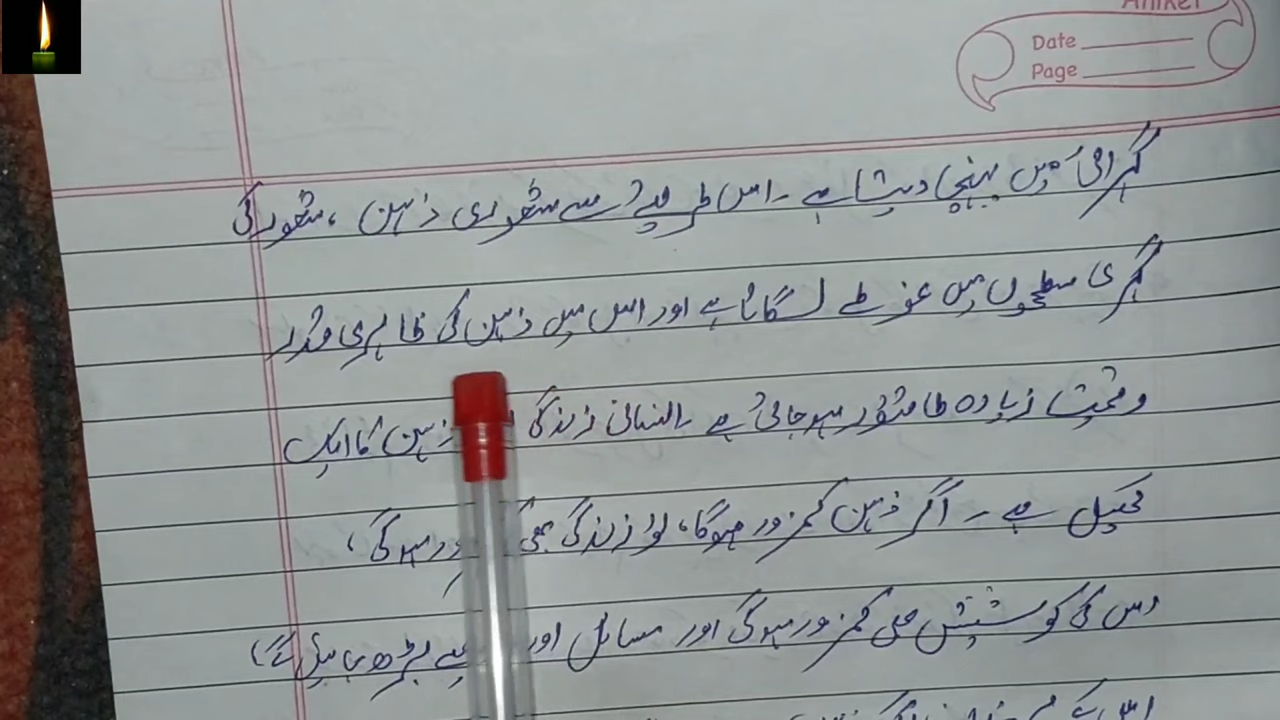 Aniket
Date
Page
گہرائی میں پہنچا دیتا ہے ۔ اس طریقے سے شعوری ذہن ، شعور کی
گہری سطحوں میں غوطے لگاتا ہے اور اس میں ذہن کی ظاہری قدر
وقیمت زیادہ طاقتور ہو جاتی ہے ۔ انسانی زندگی ذہن کا ایک
کھیل ہے ۔ اگر ذہن کمزور ہوگا، تو زندگی بھی ہوگی ،
اس کی کوشش بھی کمزور ہوگی اور مسائل اور بڑھ جائیں گے